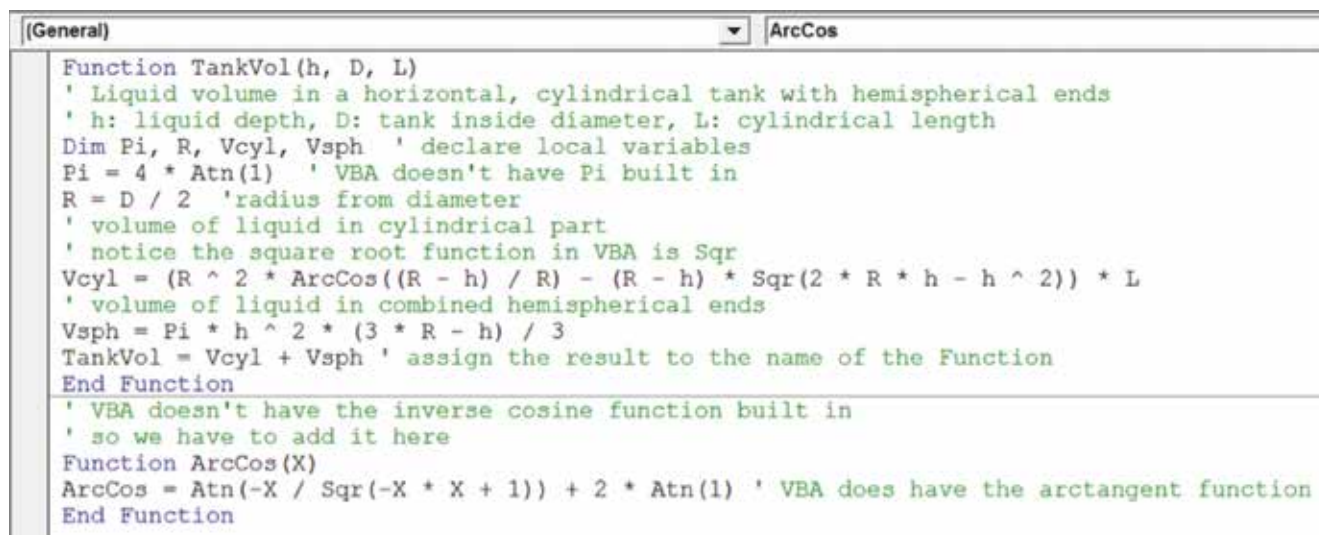 (General) ArcCos
Function TankVol(h, D, L)
' Liquid volume in a horizontal, cylindrical tank with hemispherical ends
' h: liquid depth, D: tank inside diameter, L: cylindrical length
Dim Pi, R, Vcyl, Vsph ' declare local variables
Pi = 4 * Atn(1) ' VBA doesn't have Pi built in
R = D / 2 'radius from diameter
' volume of liquid in cylindrical part
' notice the square root function in VBA is Sqr
Vcyl = (R ^ 2 * ArcCos((R - h) / R) - (R - h) * Sqr(2 * R * h - h ^ 2)) * L
' volume of liquid in combined hemispherical ends
Vsph = Pi * h ^ 2 * (3 * R - h) / 3
TankVol = Vcyl + Vsph ' assign the result to the name of the Function
End Function
' VBA doesn't have the inverse cosine function built in
' so we have to add it here
Function ArcCos(X)
ArcCos = Atn(-X / Sqr(-X * X + 1)) + 2 * Atn(1) ' VBA does have the arctangent function
End Function